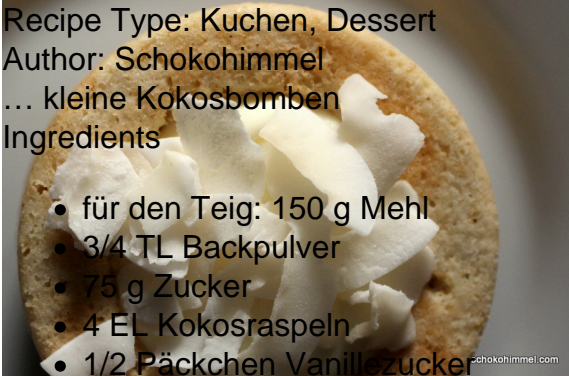 Recipe Type: Kuchen, Dessert
Author: Schokohimmel
… kleine Kokosbomben
Ingredients
• für den Teig: 150 g Mehl
• 3/4 TL Backpulver
• 75 g Zucker
• 4 EL Kokosraspeln
• 1/2 Päckchen Vanillezucker
schokohimmel.com